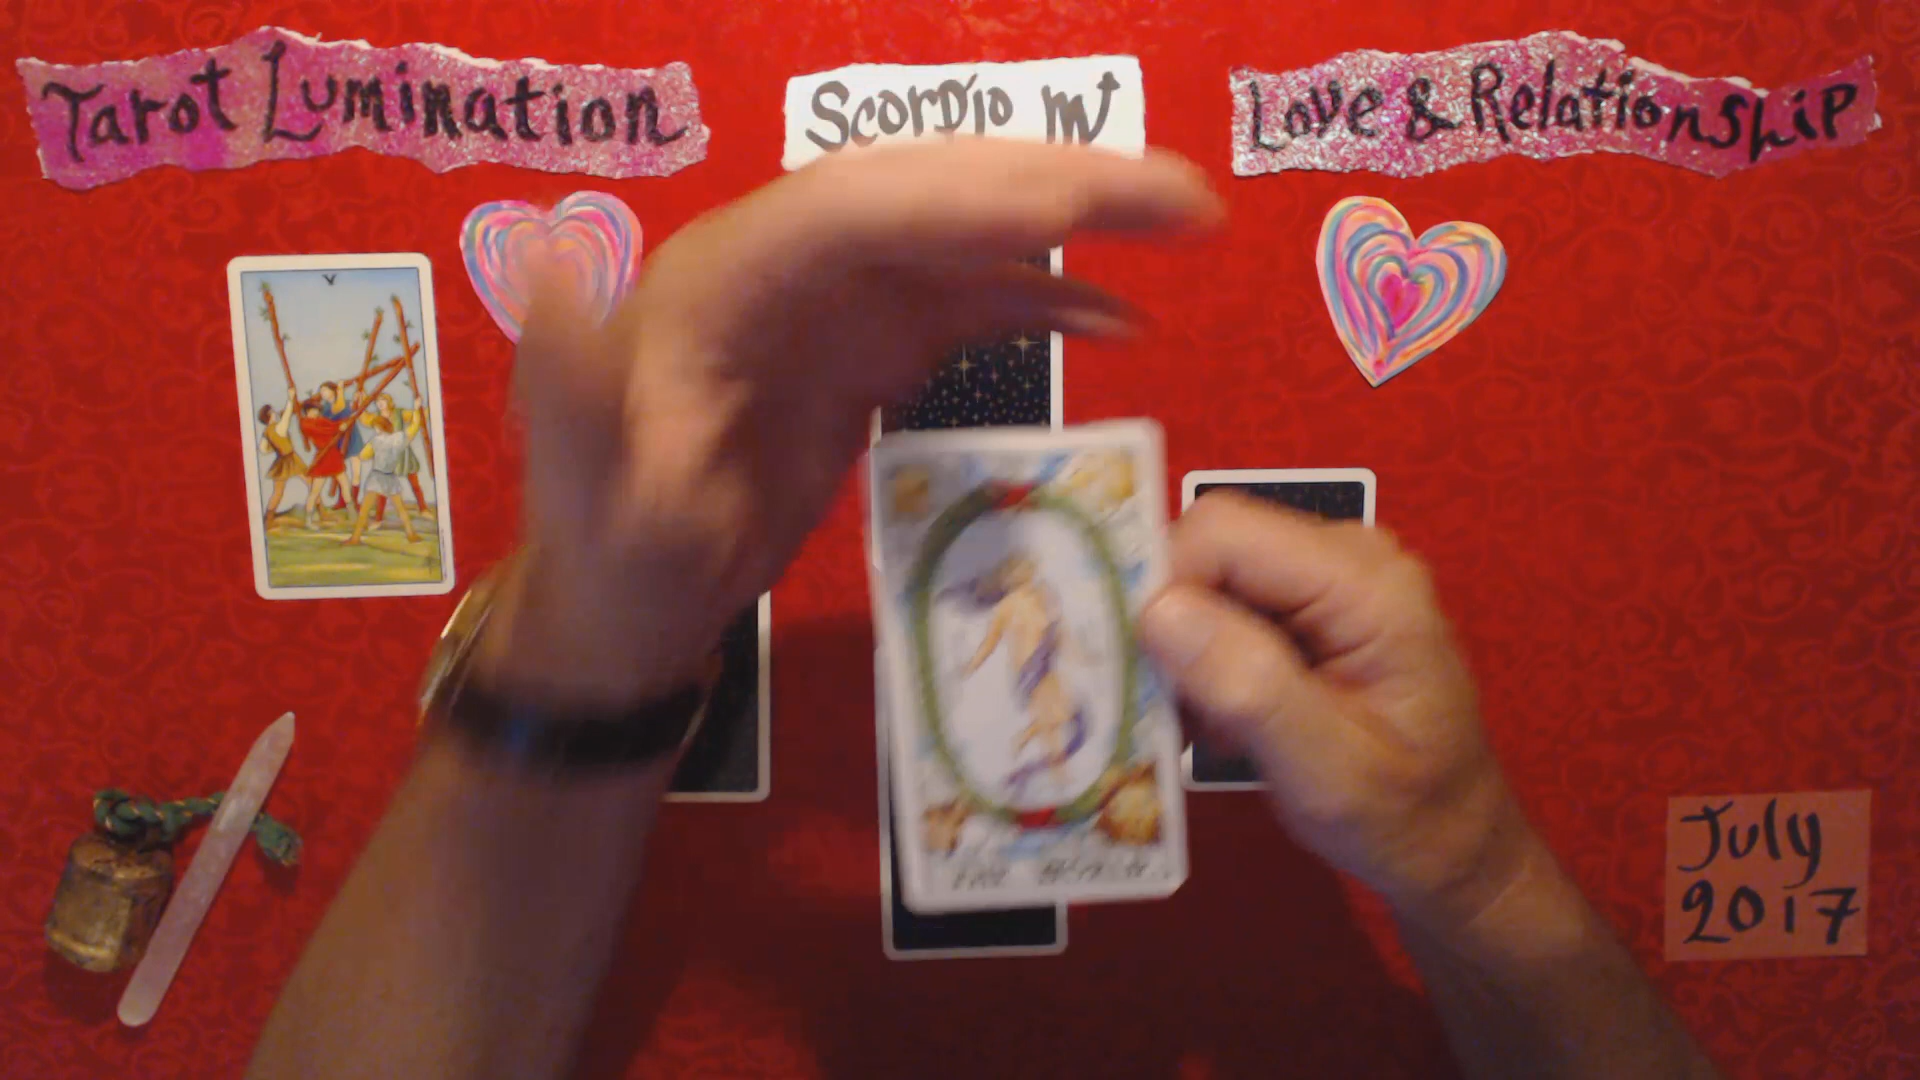 Tarot Lumination
Scorpio ♏
Love & Relationship
V
July
2017